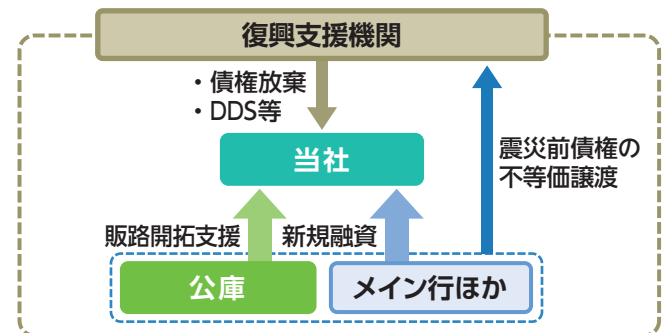 復興支援機関
・債権放棄
・DDS等
当社
震災前債権の
不等価譲渡
販路開拓支援
新規融資
公庫
メイン行ほか